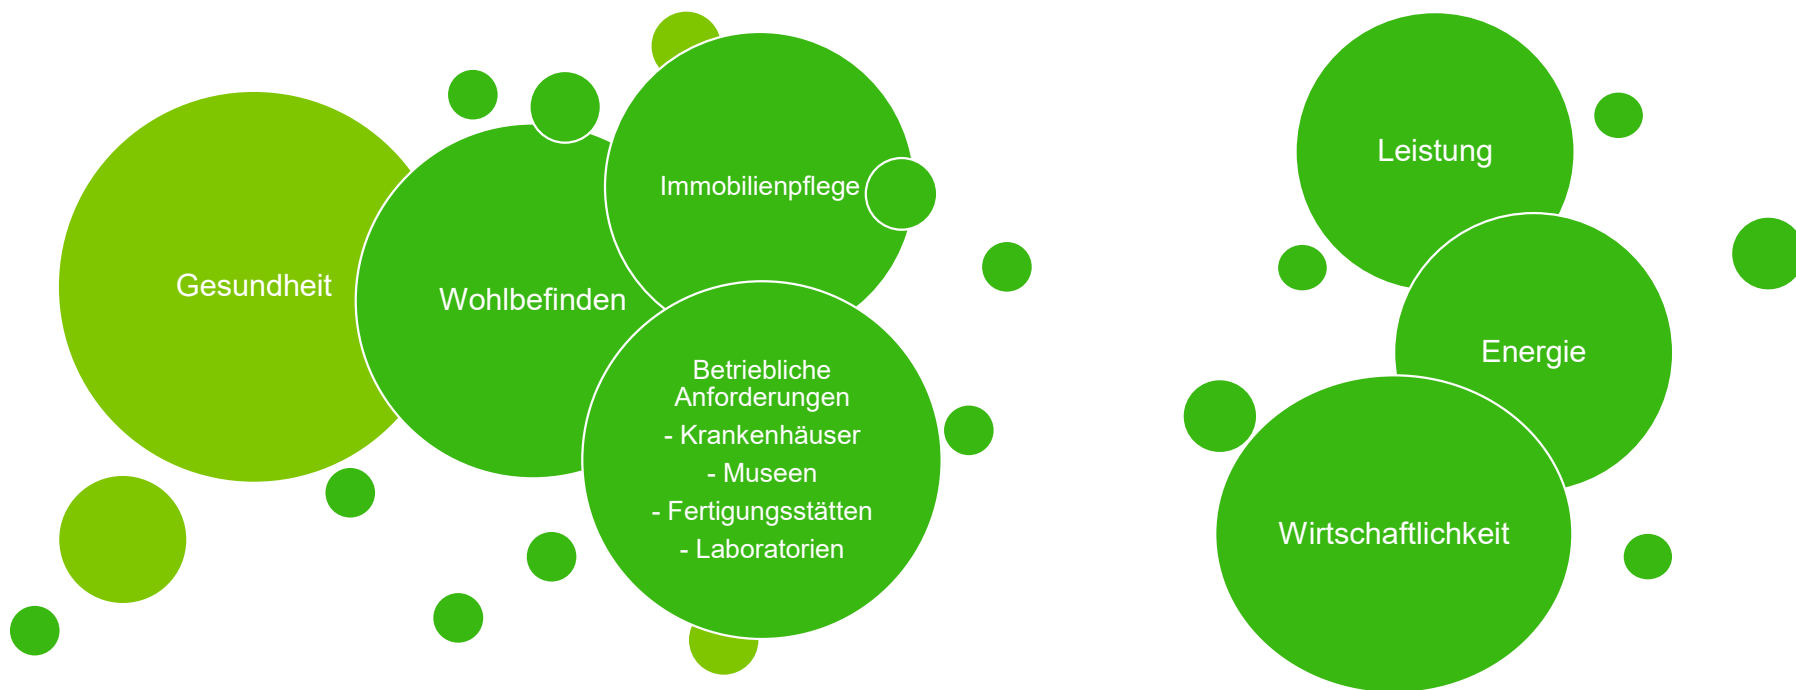 Gesundheit
Wohlbefinden
Immobilienpflege
Betriebliche
Anforderungen
- Krankenhäuser
- Museen
- Fertigungsstätten
- Laboratorien
Leistung
Energie
Wirtschaftlichkeit